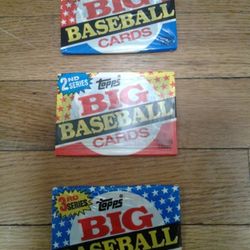 BIG
BASEBALL
CARDS
2ND
SERIES
Topps
BIG
BASEBALL
CARDS
3RD
SERIES
Topps
BIG
BASEBALL